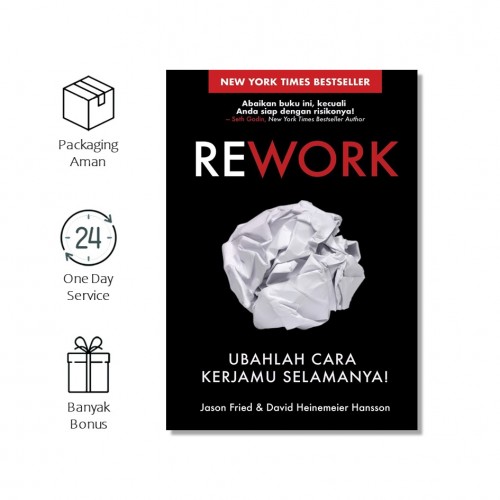 Packaging
Aman
24
One Day
Service
Banyak
Bonus
NEW YORK TIMES BESTSELLER
Abaikan buku ini, kecuali
Anda siap dengan risikonya!
— Seth Godin, New York Times Bestseller Author
REWORK
UBAHLAH CARA
KERJAMU SELAMANYA!
Jason Fried & David Heinemeier Hansson